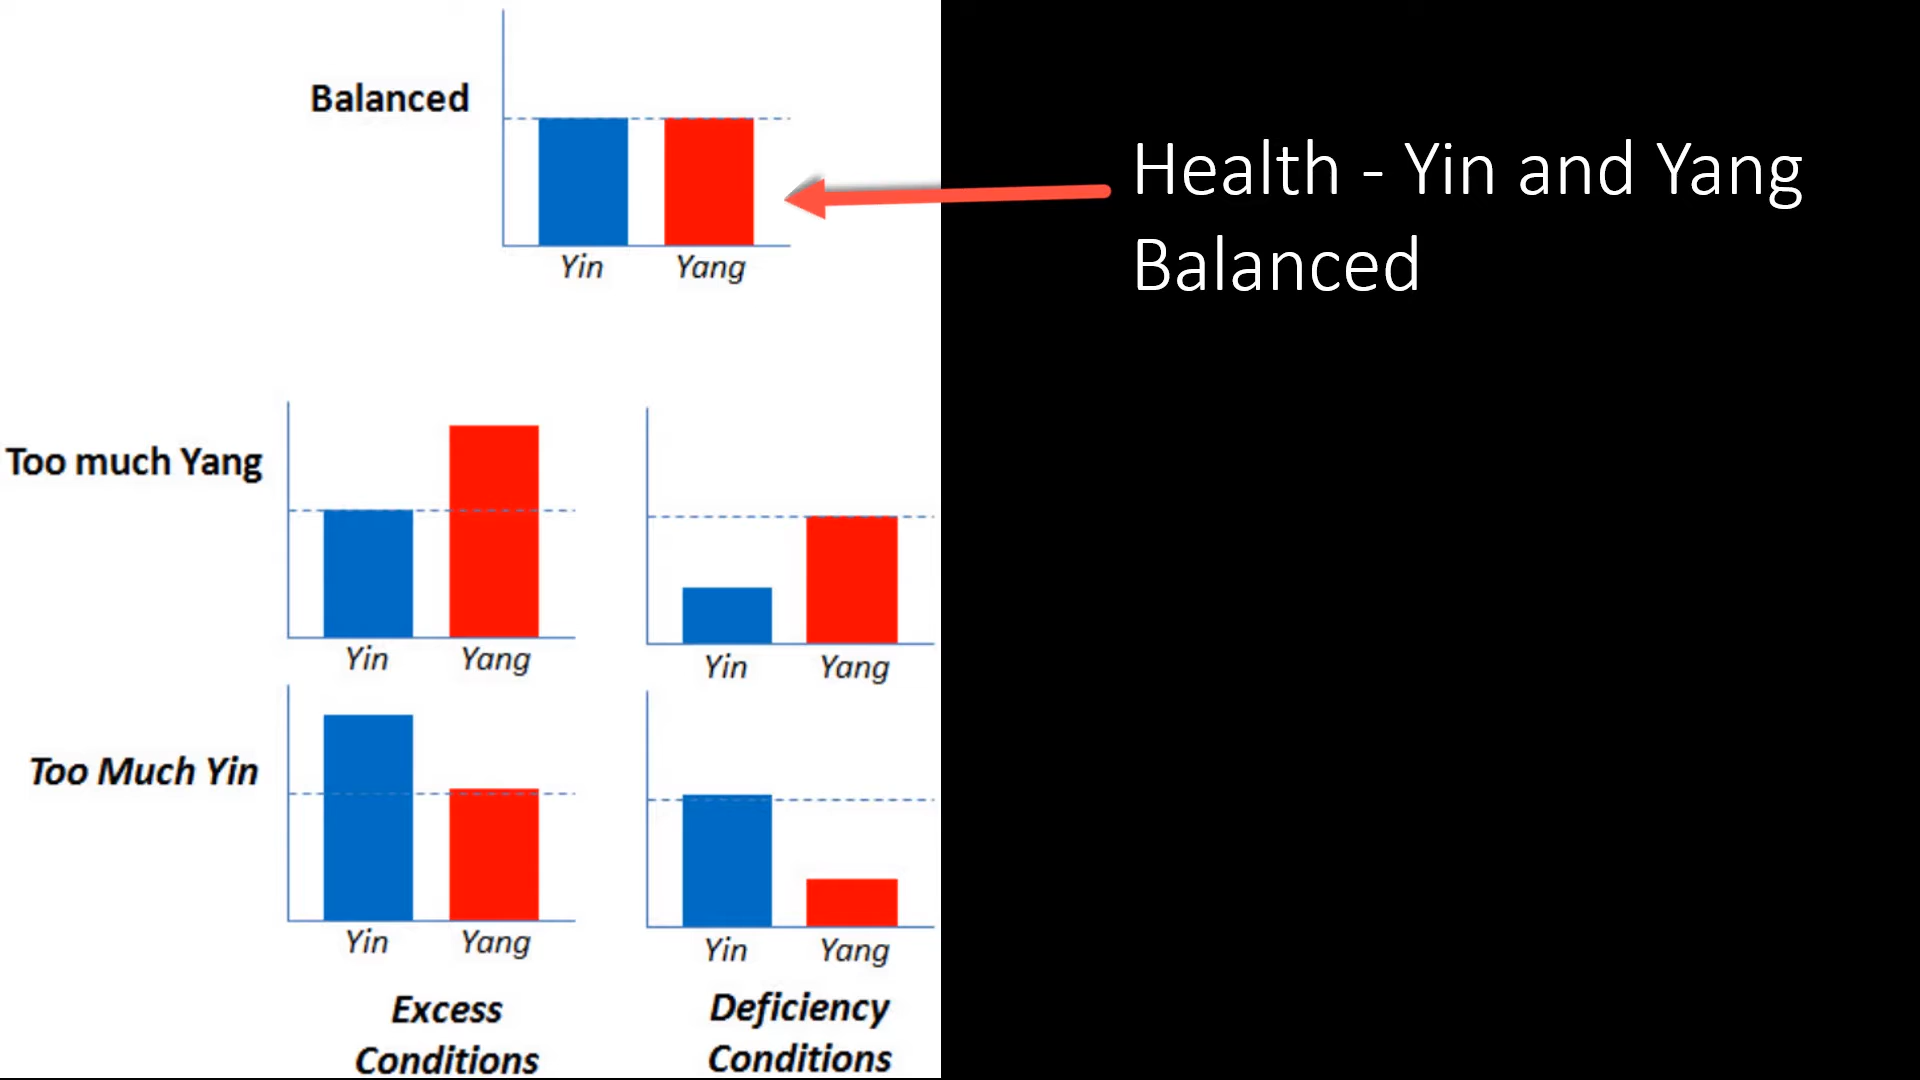 Balanced
Yin Yang
Health - Yin and Yang
Balanced
Too much Yang
Yin Yang
Yin Yang
Too Much Yin
Yin Yang
Yin Yang
Excess
Conditions
Deficiency
Conditions